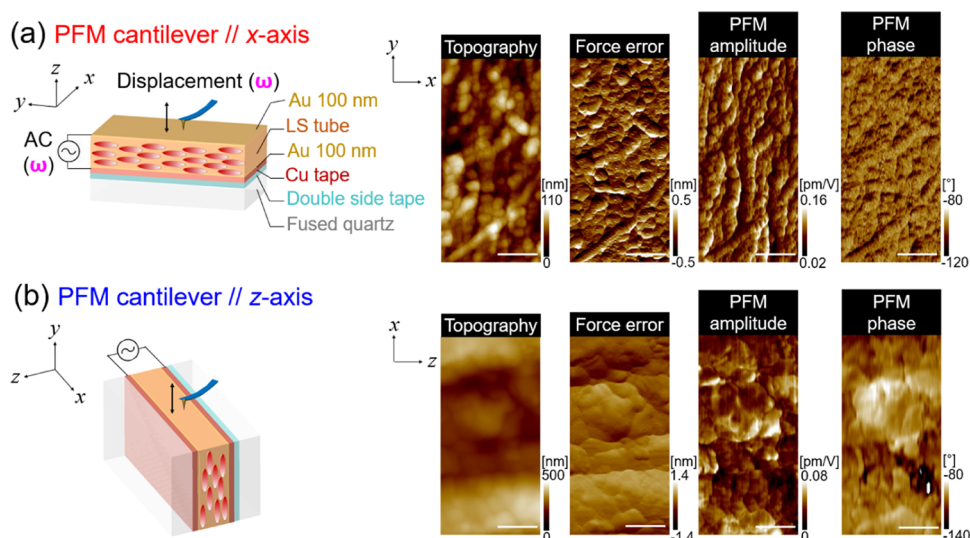 (a) PFM cantilever // x-axis
z
x
y
Displacement (ω)
AC
(ω)
Au 100 nm
LS tube
Au 100 nm
Cu tape
Double side tape
Fused quartz
y
x
Topography
[nm]
110
0
Force error
[nm]
0.5
-0.5
PFM
amplitude
[pm/V]
0.16
0.02
PFM
phase
[°]
-80
-120
(b) PFM cantilever // z-axis
y
z
x
x
z
Topography
[nm]
500
0
Force error
[nm]
1.4
-1.4
PFM
amplitude
[pm/V]
0.08
0
PFM
phase
[°]
-80
-140